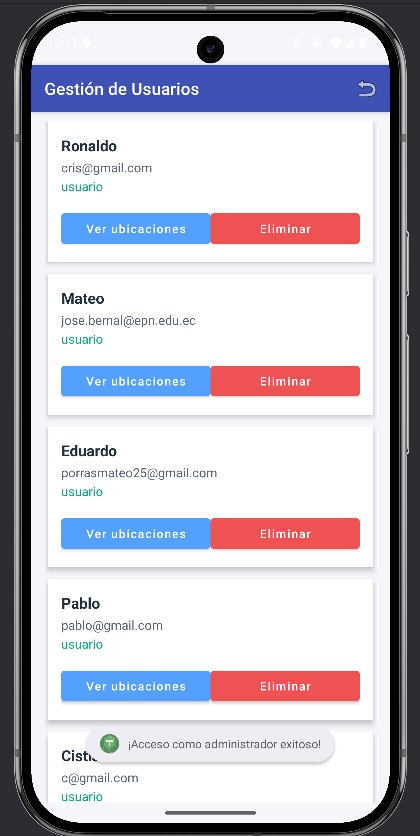 2:11
Gestión de Usuarios
Ronaldo
cris@gmail.com
usuario
Ver ubicaciones Eliminar
Mateo
jose.bernal@epn.edu.ec
usuario
Ver ubicaciones Eliminar
Eduardo
porrasmateo25@gmail.com
usuario
Ver ubicaciones Eliminar
Pablo
pablo@gmail.com
usuario
Ver ubicaciones Eliminar
¡Acceso como administrador exitoso!
c@gmail.com
usuario